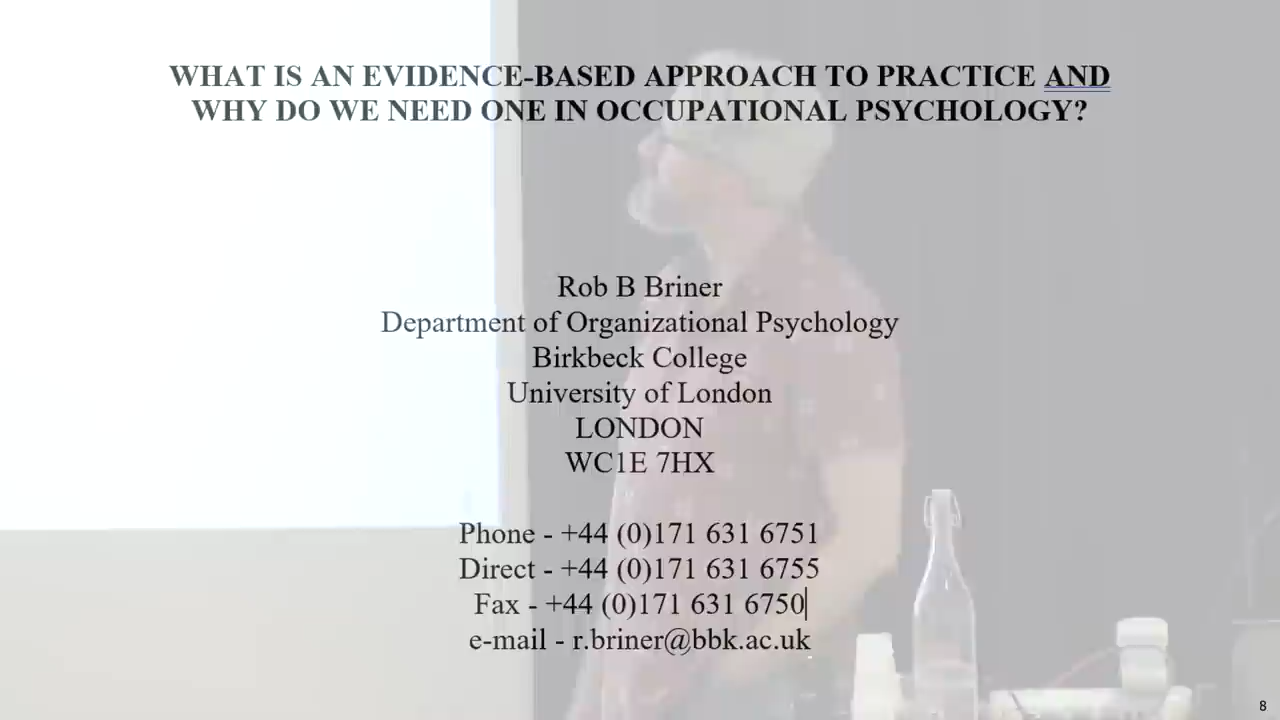 WHAT IS AN EVIDENCE-BASED APPROACH TO PRACTICE AND
WHY DO WE NEED ONE IN OCCUPATIONAL PSYCHOLOGY?
Rob B Briner
Department of Organizational Psychology
Birkbeck College
University of London
LONDON
WC1E 7HX
Phone - +44 (0)171 631 6751
Direct - +44 (0)171 631 6755
Fax - +44 (0)171 631 6750
e-mail - r.briner@bbk.ac.uk
8